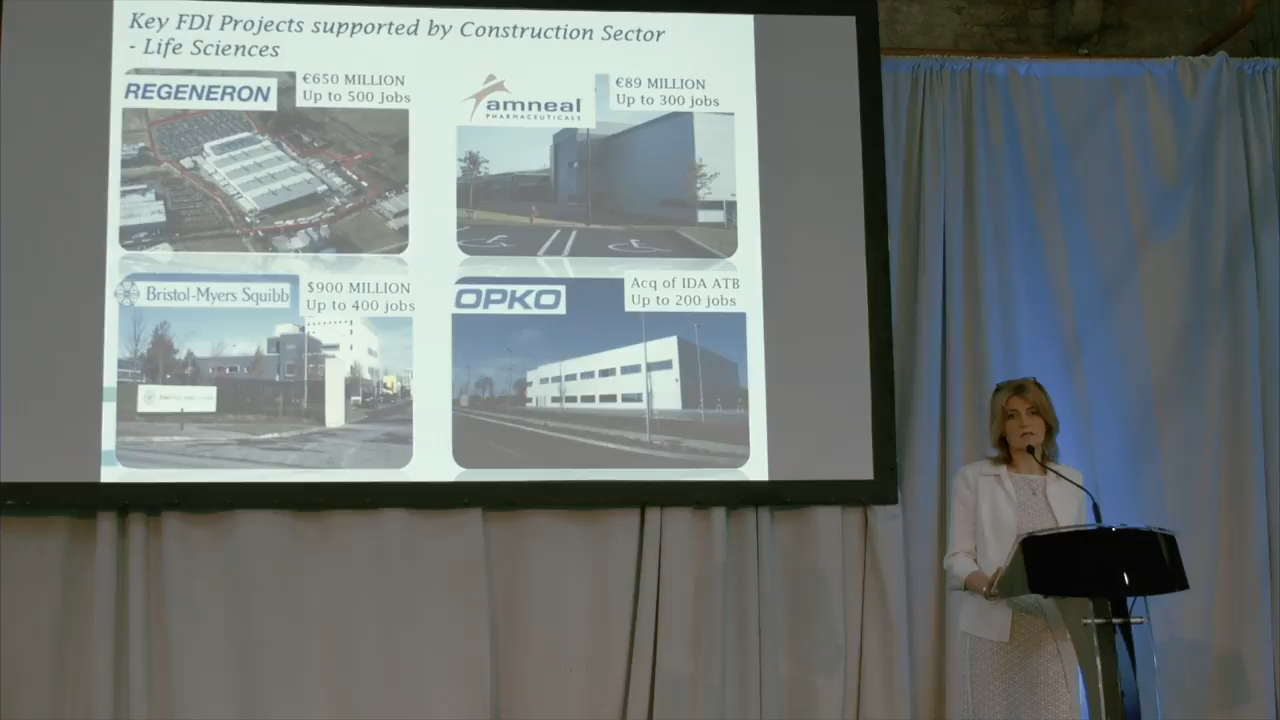 Key FDI Projects supported by Construction Sector
- Life Sciences
REGENERON
€650 MILLION
Up to 500 Jobs
amneal
PHARMACEUTICALS
€89 MILLION
Up to 300 jobs
Bristol-Myers Squibb
$900 MILLION
Up to 400 jobs
OPKO
Acq of IDA ATB
Up to 200 jobs